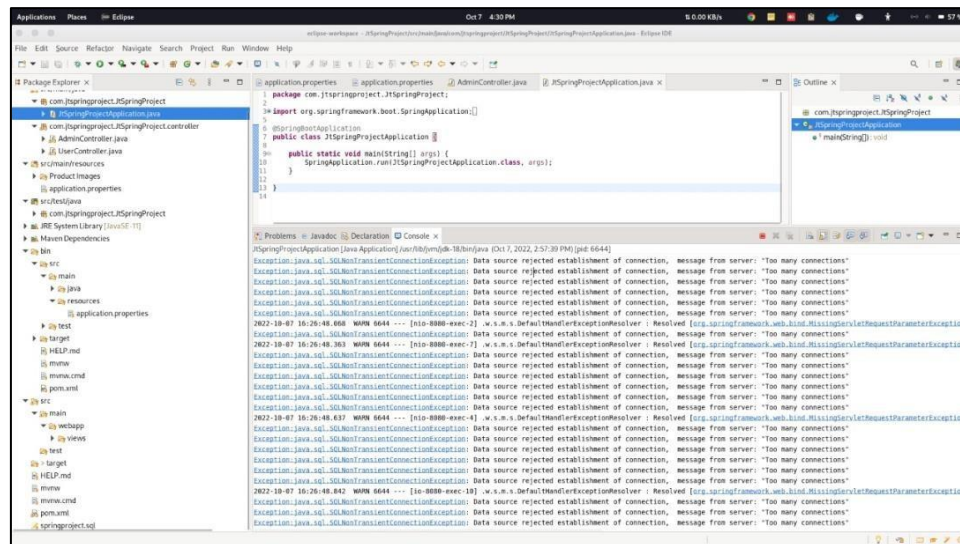 Applications Places Eclipse Oct 7 4:30 PM 0.00 KB/s 57
eclipse-workspace - JtSpringProject/src/main/java/com/jtspringproject/JtSpringProject/JtSpringProjectApplication.java - Eclipse IDE
File Edit Source Refactor Navigate Search Project Run Window Help
Package Explorer
com.jtspringproject.JtSpringProject
JtSpringProjectApplication.java
com.jtspringproject.JtSpringProject.controller
AdminController.java
UserController.java
src/main/resources
Product Images
application.properties
src/test/java
com.jtspringproject.JtSpringProject
JRE System Library [JavaSE-11]
Maven Dependencies
bin
src
main
java
resources
application.properties
test
target
HELP.md
mvnw
mvnw.cmd
pom.xml
src
main
webapp
views
test
target
HELP.md
mvnw
mvnw.cmd
pom.xml
springproject.sql
application.properties application.properties AdminController.java JtSpringProjectApplication.java
1 package com.jtspringproject.JtSpringProject;
2
3 import org.springframework.boot.SpringApplication;
5
6 @SpringBootApplication
7 public class JtSpringProjectApplication {
8
9 public static void main(String[] args) {
10 SpringApplication.run(JtSpringProjectApplication.class, args);
11 }
12
13 }
14
Outline
com.jtspringproject.JtSpringProject
JtSpringProjectApplication
main(String[]) : void
Problems Javadoc Declaration Console
JtSpringProjectApplication [Java Application] /usr/lib/jvm/jdk-18/bin/java (Oct 7, 2022, 2:57:39 PM) [pid: 6644]
Exception:java.sql.SQLNonTransientConnectionException: Data source rejected establishment of connection, message from server: "Too many connections"
Exception:java.sql.SQLNonTransientConnectionException: Data source rejected establishment of connection, message from server: "Too many connections"
Exception:java.sql.SQLNonTransientConnectionException: Data source rejected establishment of connection, message from server: "Too many connections"
Exception:java.sql.SQLNonTransientConnectionException: Data source rejected establishment of connection, message from server: "Too many connections"
Exception:java.sql.SQLNonTransientConnectionException: Data source rejected establishment of connection, message from server: "Too many connections"
Exception:java.sql.SQLNonTransientConnectionException: Data source rejected establishment of connection, message from server: "Too many connections"
2022-10-07 16:26:48.068 WARN 6644 --- [nio-8080-exec-2] .w.s.m.s.DefaultHandlerExceptionResolver : Resolved [org.springframework.web.bind.MissingServletRequestParameterExceptio
Exception:java.sql.SQLNonTransientConnectionException: Data source rejected establishment of connection, message from server: "Too many connections"
2022-10-07 16:26:48.363 WARN 6644 --- [nio-8080-exec-7] .w.s.m.s.DefaultHandlerExceptionResolver : Resolved [org.springframework.web.bind.MissingServletRequestParameterExceptio
Exception:java.sql.SQLNonTransientConnectionException: Data source rejected establishment of connection, message from server: "Too many connections"
Exception:java.sql.SQLNonTransientConnectionException: Data source rejected establishment of connection, message from server: "Too many connections"
Exception:java.sql.SQLNonTransientConnectionException: Data source rejected establishment of connection, message from server: "Too many connections"
Exception:java.sql.SQLNonTransientConnectionException: Data source rejected establishment of connection, message from server: "Too many connections"
Exception:java.sql.SQLNonTransientConnectionException: Data source rejected establishment of connection, message from server: "Too many connections"
Exception:java.sql.SQLNonTransientConnectionException: Data source rejected establishment of connection, message from server: "Too many connections"
2022-10-07 16:26:48.637 WARN 6644 --- [nio-8080-exec-4] .w.s.m.s.DefaultHandlerExceptionResolver : Resolved [org.springframework.web.bind.MissingServletRequestParameterExceptio
Exception:java.sql.SQLNonTransientConnectionException: Data source rejected establishment of connection, message from server: "Too many connections"
Exception:java.sql.SQLNonTransientConnectionException: Data source rejected establishment of connection, message from server: "Too many connections"
Exception:java.sql.SQLNonTransientConnectionException: Data source rejected establishment of connection, message from server: "Too many connections"
Exception:java.sql.SQLNonTransientConnectionException: Data source rejected establishment of connection, message from server: "Too many connections"
Exception:java.sql.SQLNonTransientConnectionException: Data source rejected establishment of connection, message from server: "Too many connections"
Exception:java.sql.SQLNonTransientConnectionException: Data source rejected establishment of connection, message from server: "Too many connections"
2022-10-07 16:26:48.842 WARN 6644 --- [io-8080-exec-10] .w.s.m.s.DefaultHandlerExceptionResolver : Resolved [org.springframework.web.bind.MissingServletRequestParameterExceptio
Exception:java.sql.SQLNonTransientConnectionException: Data source rejected establishment of connection, message from server: "Too many connections"
Exception:java.sql.SQLNonTransientConnectionException: Data source rejected establishment of connection, message from server: "Too many connections"
Exception:java.sql.SQLNonTransientConnectionException: Data source rejected establishment of connection, message from server: "Too many connections"